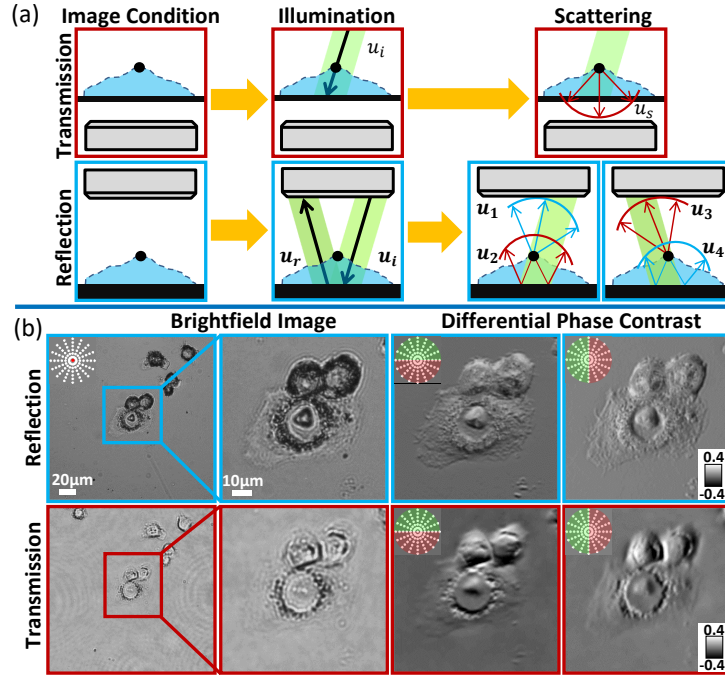 (a)
Image Condition
Illumination
Scattering
Transmission
u_i
u_s
Reflection
u_r
u_i
u_1
u_2
u_3
u_4
(b)
Brightfield Image
Differential Phase Contrast
Reflection
20μm
10μm
0.4
-0.4
Transmission
0.4
-0.4